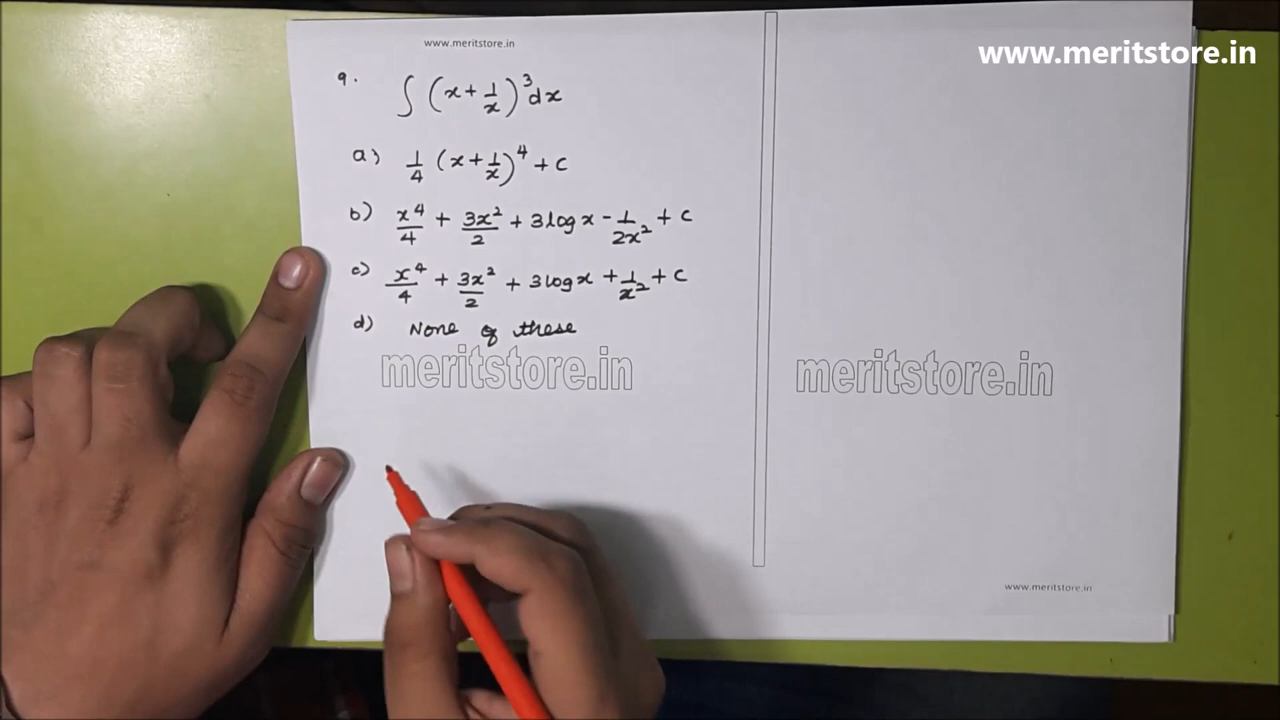 www.meritstore.in
www.meritstore.in
9. ∫ (x + 1/x)³ dx
a) 1/4 (x + 1/x)⁴ + c
b) x⁴/4 + 3x²/2 + 3 log x - 1/2x² + c
c) x⁴/4 + 3x²/2 + 3 log x + 1/x² + c
d) None of these
meritstore.in
meritstore.in
www.meritstore.in